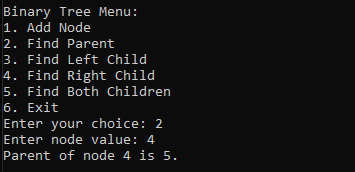 Binary Tree Menu:
1. Add Node
2. Find Parent
3. Find Left Child
4. Find Right Child
5. Find Both Children
6. Exit
Enter your choice: 2
Enter node value: 4
Parent of node 4 is 5.